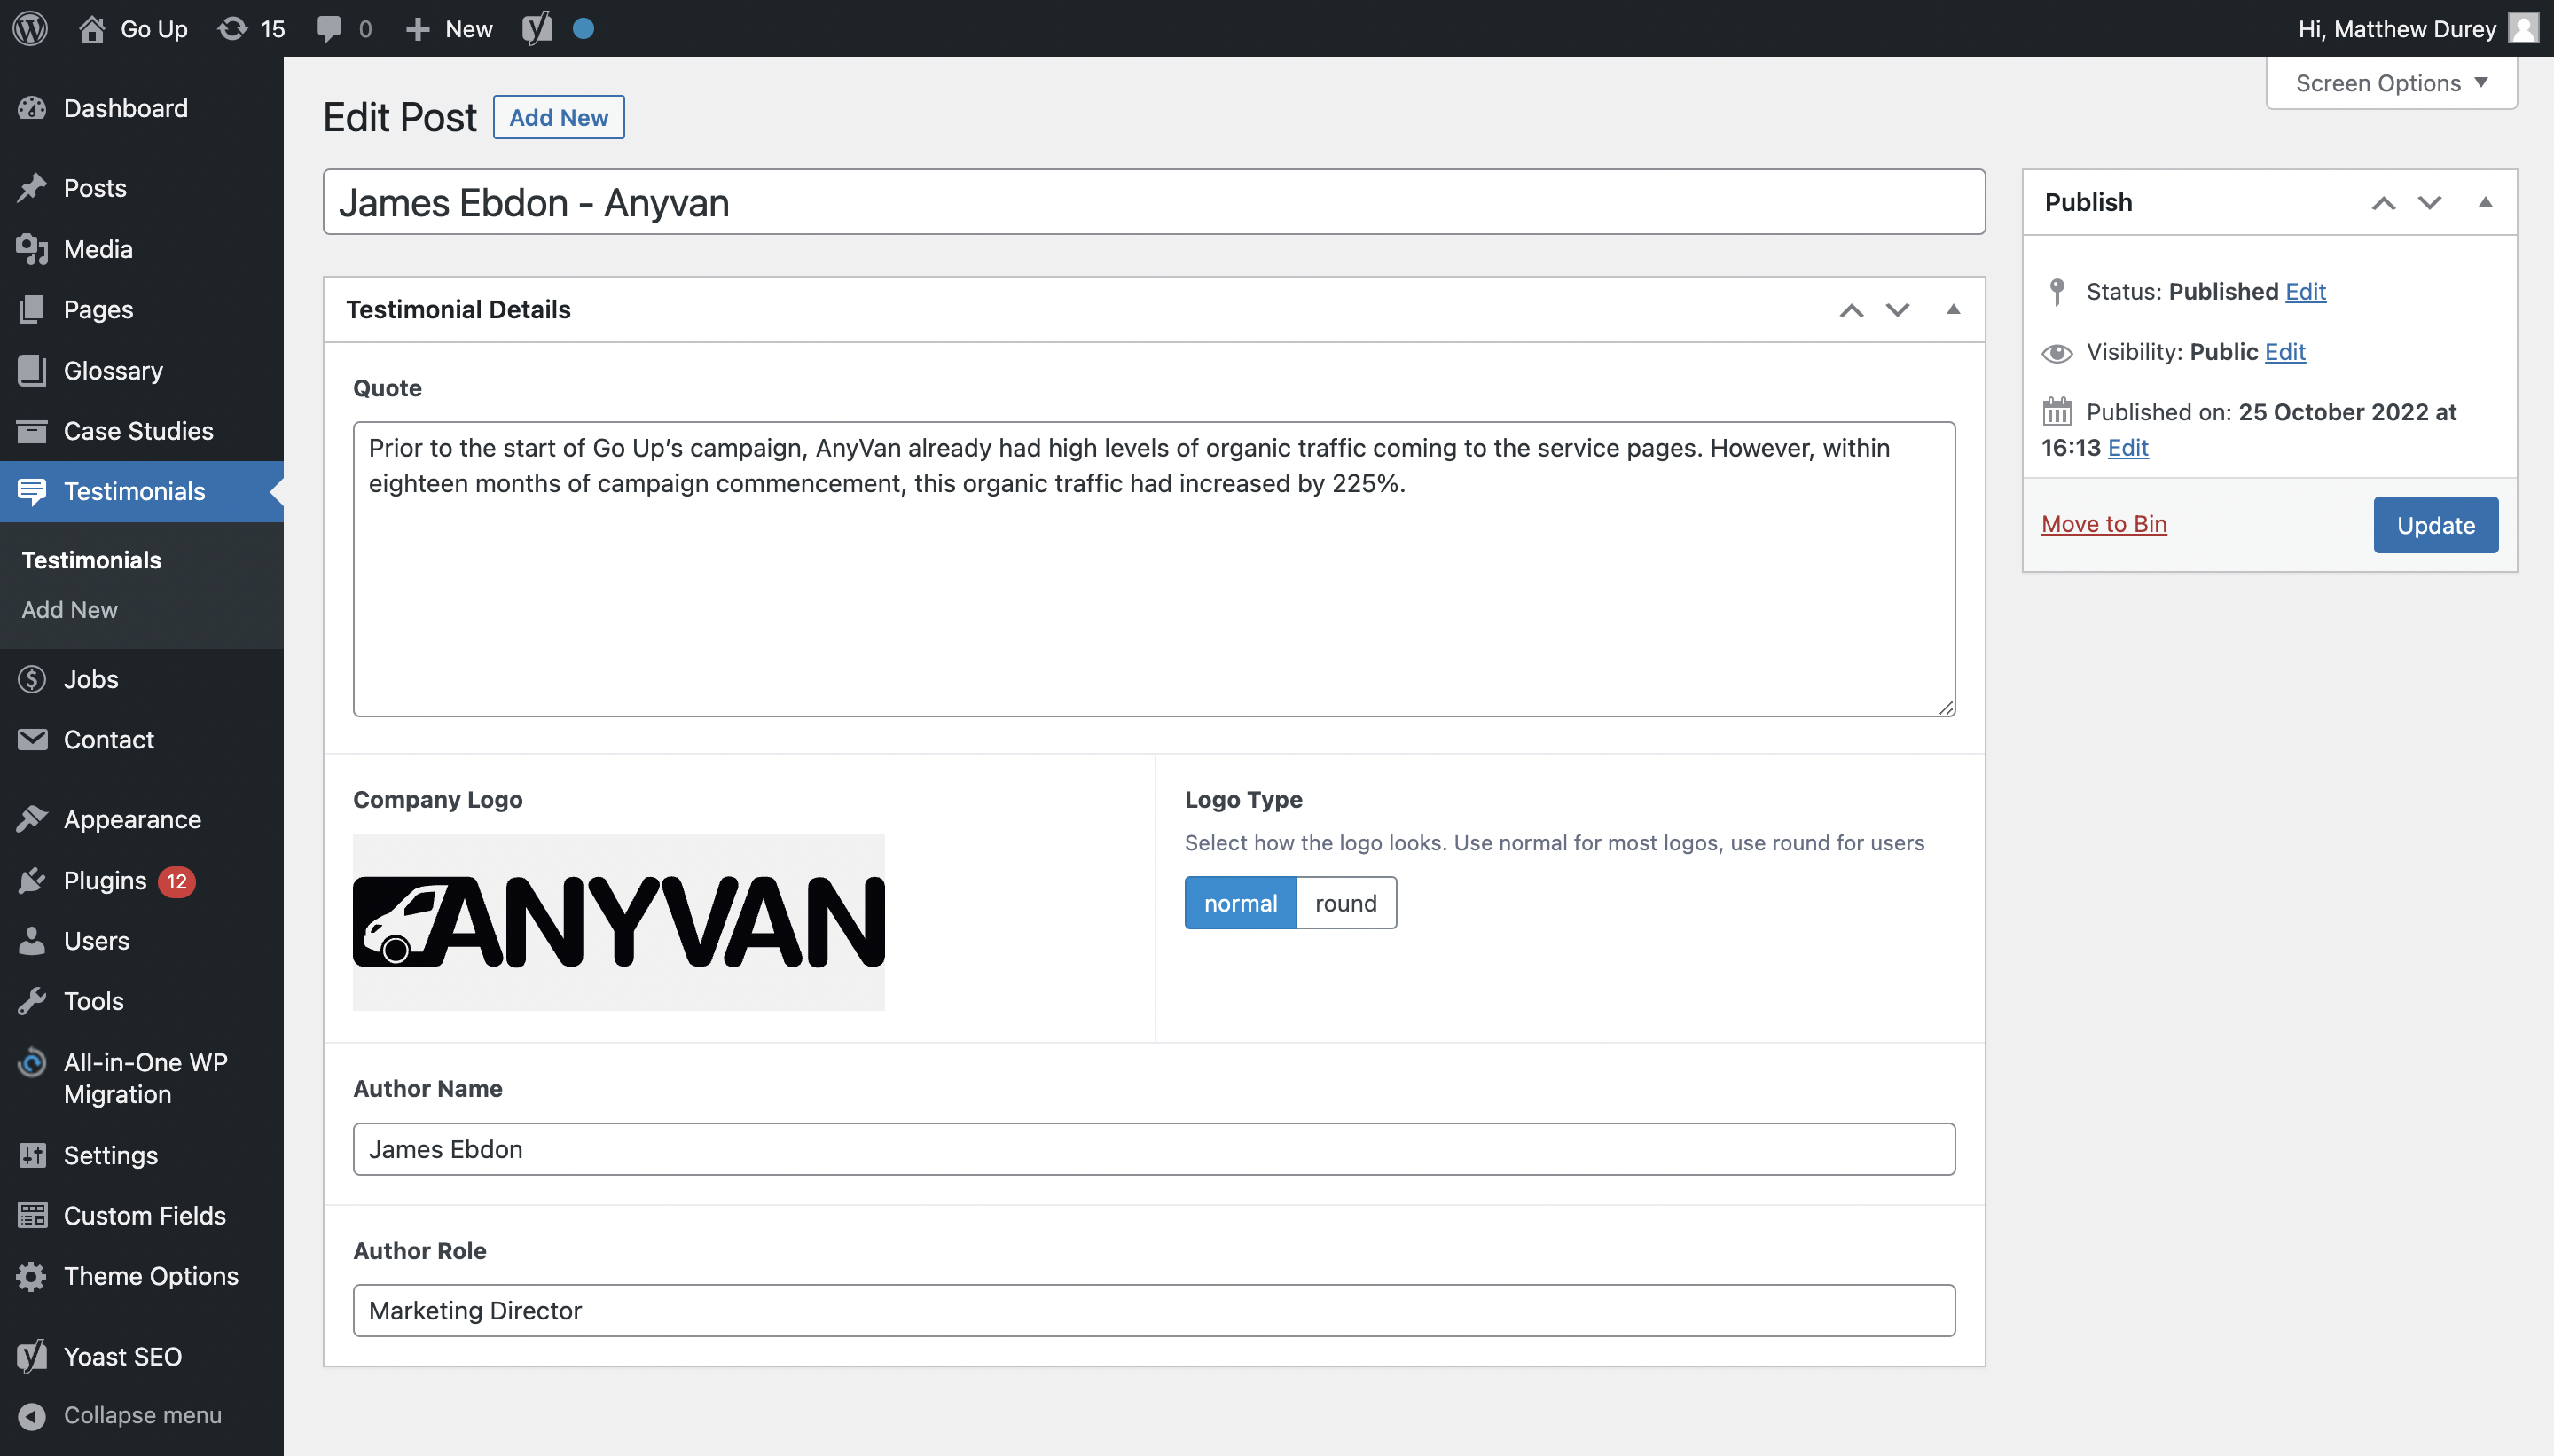 Go Up
15
0
New
Hi, Matthew Durey
Dashboard
Posts
Media
Pages
Glossary
Case Studies
Testimonials
Testimonials
Add New
Jobs
Contact
Appearance
Plugins 12
Users
Tools
All-in-One WP
Migration
Settings
Custom Fields
Theme Options
Yoast SEO
Collapse menu
Screen Options
Edit Post
Add New
James Ebdon - Anyvan
Testimonial Details
Quote
Prior to the start of Go Up’s campaign, AnyVan already had high levels of organic traffic coming to the service pages. However, within
eighteen months of campaign commencement, this organic traffic had increased by 225%.
Company Logo
ANYVAN
Logo Type
Select how the logo looks. Use normal for most logos, use round for users
normal
round
Author Name
James Ebdon
Author Role
Marketing Director
Publish
Status: Published Edit
Visibility: Public Edit
Published on: 25 October 2022 at
16:13 Edit
Move to Bin
Update